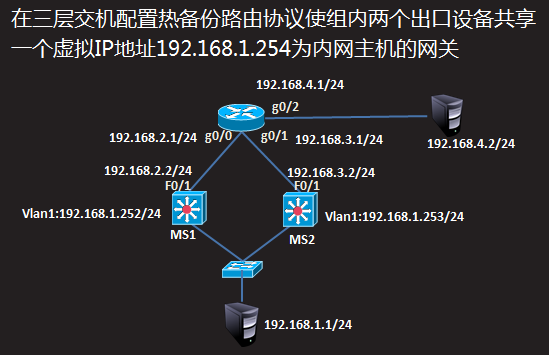 在三层交机配置热备份路由协议使组内两个出口设备共享
一个虚拟IP地址192.168.1.254为内网主机的网关
192.168.4.1/24
g0/2
192.168.2.1/24 g0/0 g0/1 192.168.3.1/24
192.168.4.2/24
192.168.2.2/24 192.168.3.2/24
F0/1 F0/1
Vlan1:192.168.1.252/24 Vlan1:192.168.1.253/24
MS1 MS2
192.168.1.1/24